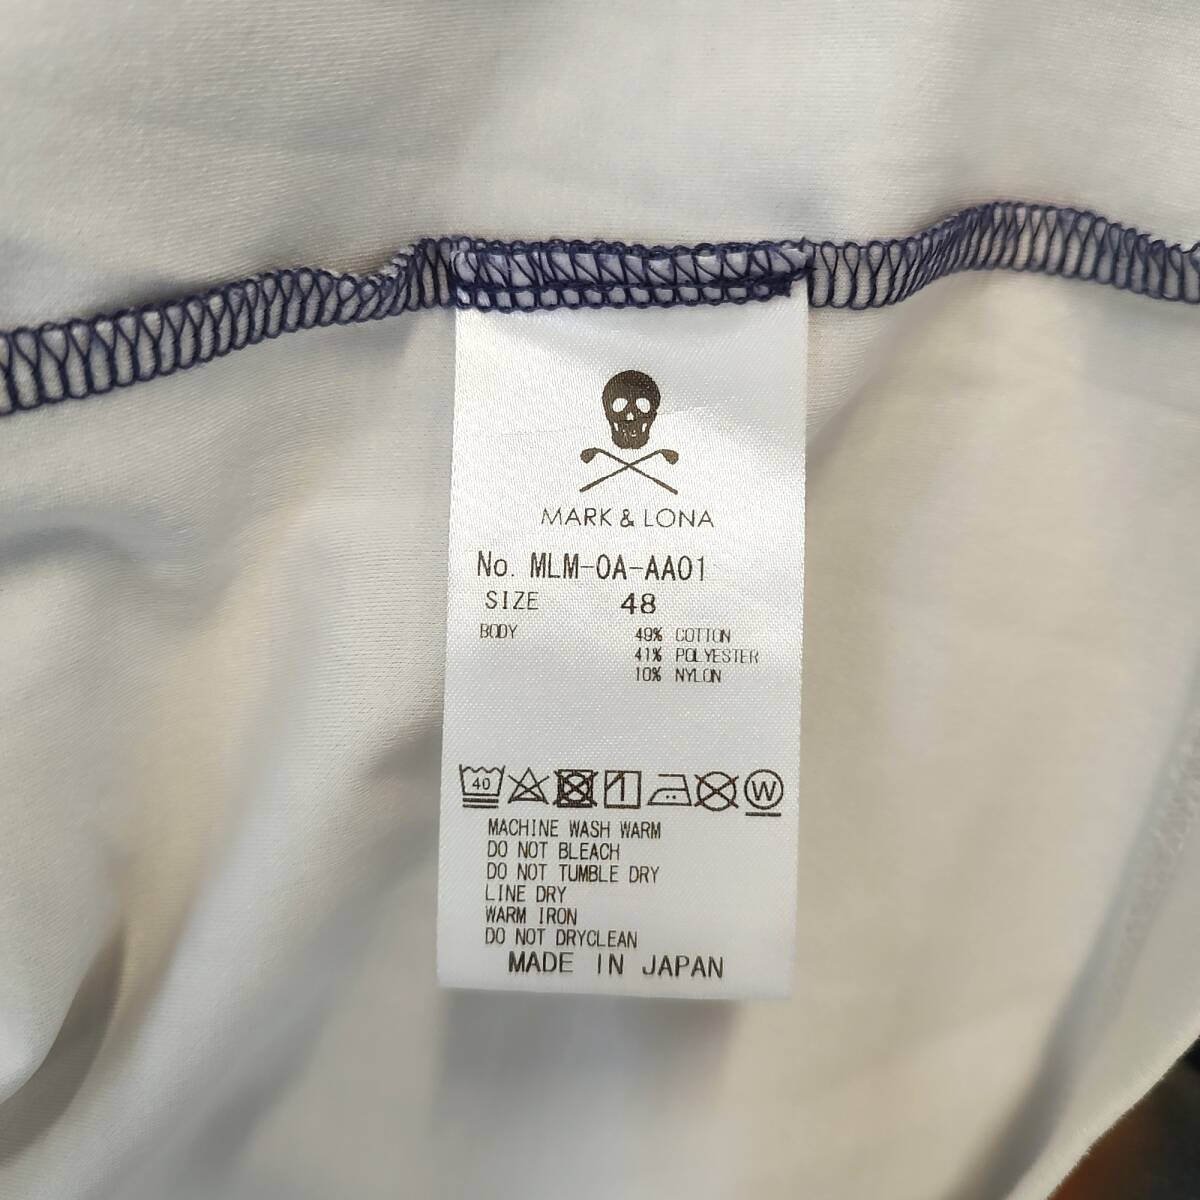 MARK & LONA
No. MLM-0A-AA01
SIZE 48
BODY 49% COTTON
41% POLYESTER
10% NYLON
40 W
MACHINE WASH WARM
DO NOT BLEACH
DO NOT TUMBLE DRY
LINE DRY
WARM IRON
DO NOT DRYCLEAN
MADE IN JAPAN